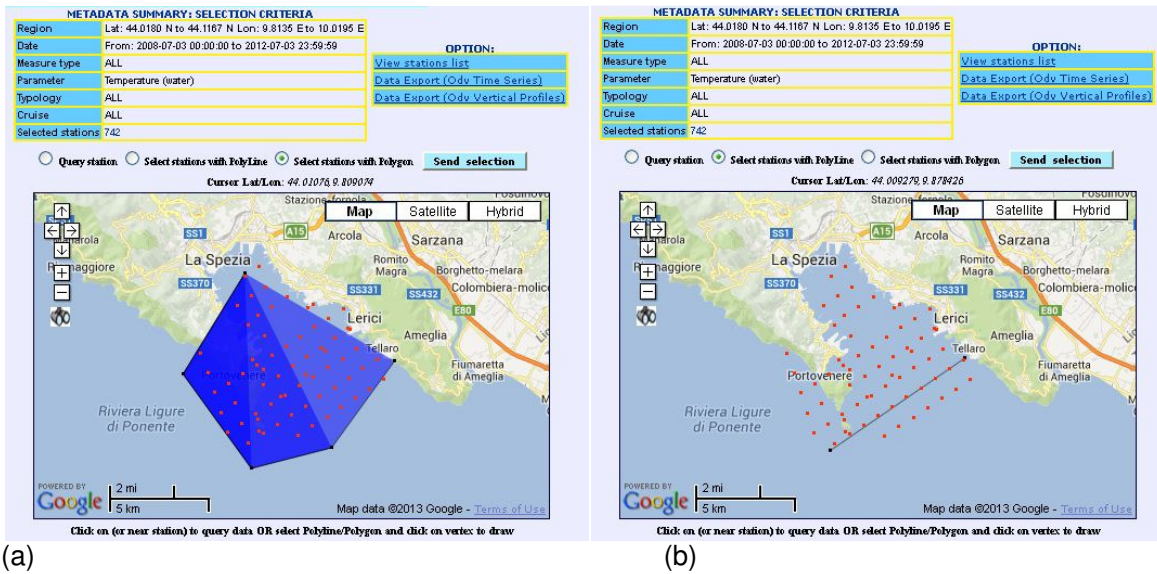 METADATA SUMMARY: SELECTION CRITERIA
Region Lat: 44.0180 N to 44.1167 N Lon: 9.8135 E to 10.0195 E
Date From: 2008-07-03 00:00:00 to 2012-07-03 23:59:59
Measure type ALL
Parameter Temperature (water)
Typology ALL
Cruise ALL
Selected stations 742
OPTION:
View stations list
Data Export (Odv Time Series)
Data Export (Odv Vertical Profiles)
Query station Select stations with PolyLine Select stations with Polygon Send selection
Cursor Lat/Lon: 44.01076, 9.809074
Map Satellite Hybrid
SS1
A15
Arcola
Sarzana
La Spezia
Romito Magra
Borghetto-melara
Colombiera-molic
SS370
SS331
SS432
E80
Lerici
Ameglia
Tellaro
Fiumaretta
di Ameglia
Portovenere
Riviera Ligure
di Ponente
POWERED BY
Google
2 mi
5 km
Map data ©2013 Google - Terms of Use
Click on (or near station) to query data OR select Polyline/Polygon and click on vertex to draw
(a)
METADATA SUMMARY: SELECTION CRITERIA
Region Lat: 44.0180 N to 44.1167 N Lon: 9.8135 E to 10.0195 E
Date From: 2008-07-03 00:00:00 to 2012-07-03 23:59:59
Measure type ALL
Parameter Temperature (water)
Typology ALL
Cruise ALL
Selected stations 742
OPTION:
View stations list
Data Export (Odv Time Series)
Data Export (Odv Vertical Profiles)
Query station Select stations with PolyLine Select stations with Polygon Send selection
Cursor Lat/Lon: 44.009279, 9.878426
Map Satellite Hybrid
SS1
A15
Arcola
Sarzana
La Spezia
Romito
Magra
Borghetto-melara
Colombiera-molic
SS370
SS331
SS432
E80
Lerici
Ameglia
Tellaro
Fiumaretta
di Ameglia
Portovenere
Riviera Ligure
di Ponente
POWERED BY
Google
2 mi
5 km
Map data ©2013 Google - Terms of Use
Click on (or near station) to query data OR select Polyline/Polygon and click on vertex to draw
(b)